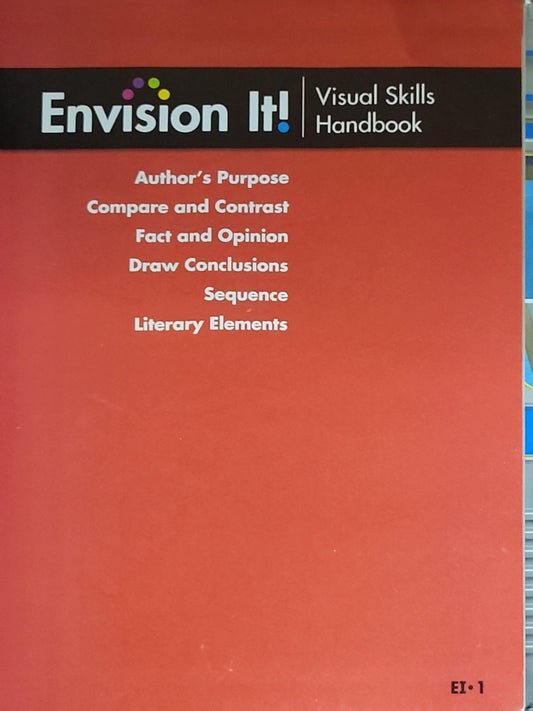 Envision It!
Visual Skills
Handbook
Author's Purpose
Compare and Contrast
Fact and Opinion
Draw Conclusions
Sequence
Literary Elements
EI • 1